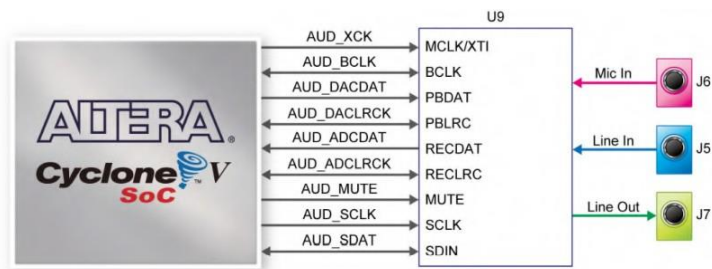 U9
AUD_XCK MCLK/XTI
AUD_BCLK BCLK
AUD_DACDAT PBDAT
AUD_DACLRCK PBLRC
AUD_ADCDAT RECDAT
AUD_ADCLRCK RECLRC
AUD_MUTE MUTE
AUD_SCLK SCLK
AUD_SDAT SDIN
ALTERA®
Cyclone™ V
SoC
Mic In J6
Line In J5
Line Out J7